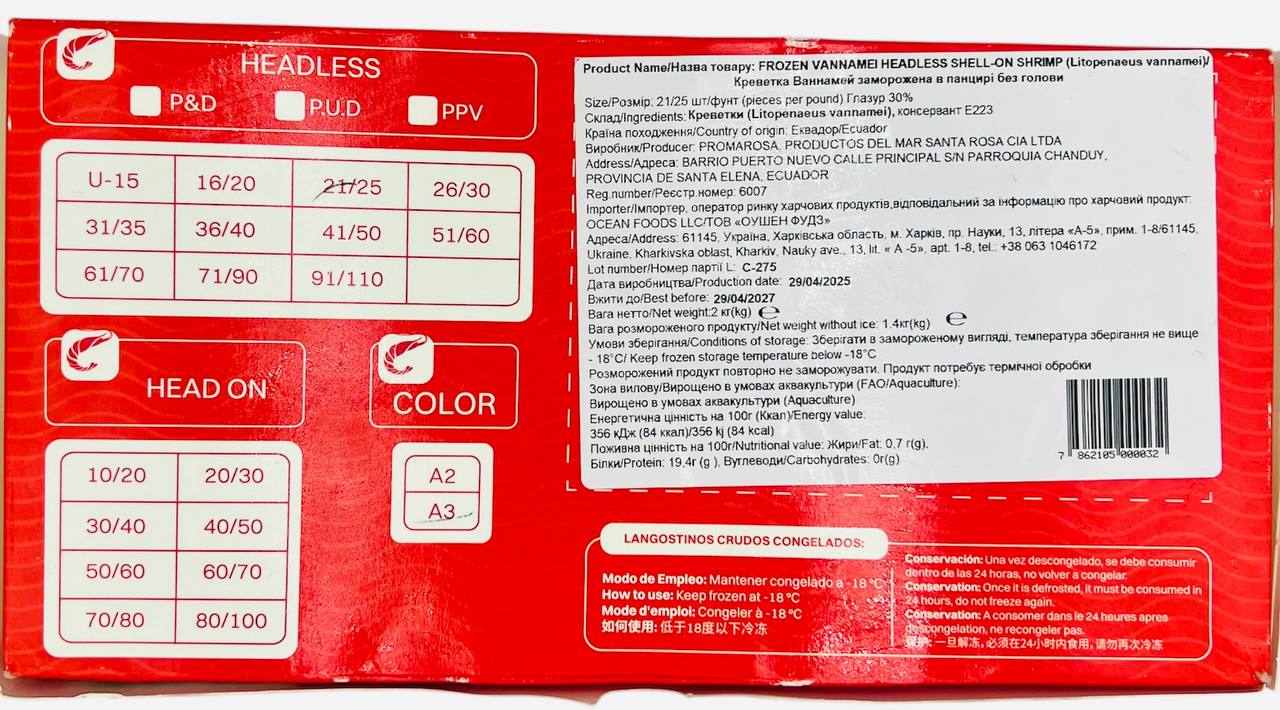 HEADLESS
P&D P.U.D PPV
U-15 16/20 21/25 26/30
31/35 36/40 41/50 51/60
61/70 71/90 91/110
HEAD ON
10/20 20/30
30/40 40/50
50/60 60/70
70/80 80/100
COLOR
A2
A3
Product Name/Назва товару: FROZEN VANNAMEI HEADLESS SHELL-ON SHRIMP (Litopenaeus vannamei)/
Креветка Ваннамей заморожена в панцирі без голови
Size/Розмір: 21/25 шт/фунт (pieces per pound) Глазур 30%
Склад/Ingredients: Креветки (Litopenaeus vannamei), консервант Е223
Країна походження/Country of origin: Еквадор/Ecuador
Виробник/Producer: PROMAROSA, PRODUCTOS DEL MAR SANTA ROSA CIA LTDA
Address/Адреса: BARRIO PUERTO NUEVO CALLE PRINCIPAL S/N PARROQUIA CHANDUY,
PROVINCIA DE SANTA ELENA, ECUADOR
Reg.number/Реєстр.номер: 6007
Importer/Імпортер, оператор ринку харчових продуктів,відповідальний за інформацію про харчовий продукт:
OCEAN FOODS LLC/ТОВ «ОУШЕН ФУДЗ»
Адреса/Address: 61145, Україна, Харківська область, м. Харків, пр. Науки, 13, літера «А-5», прим. 1-8/61145,
Ukraine, Kharkivska oblast, Kharkiv, Nauky ave., 13, lit. « А -5», apt. 1-8, tel.: +38 063 1046172
Lot number/Номер партії L: C-275
Дата виробництва/Production date: 29/04/2025
Вжити до/Best before: 29/04/2027
Вага нетто/Net weight:2 кг(kg) ℮
Вага розмороженого продукту/Net weight without ice: 1.4кг(kg) ℮
Умови зберігання/Conditions of storage: Зберігати в замороженому вигляді, температура зберігання не вище
- 18°C/ Keep frozen storage temperature below -18°C
Розморожений продукт повторно не заморожувати. Продукт потребує термічної обробки
Зона вилову/Вирощено в умовах аквакультури (FAO/Aquaculture):
Вирощено в умовах аквакультури (Aquaculture)
Енергетична цінність на 100г (Ккал)/Energy value:
356 кДж (84 ккал)/356 kj (84 kcal)
Поживна цінність на 100г/Nutritional value: Жири/Fat: 0,7 г(g).
Білки/Protein: 19,4г (g ), Вуглеводи/Carbohydrates: 0г(g)
7 862105 000032
LANGOSTINOS CRUDOS CONGELADOS:
Modo de Empleo: Mantener congelado a -18 ºC
How to use: Keep frozen at -18 ºC
Mode d'emploi: Congeler à -18 ºC
如何使用: 低于18度以下冷冻
Conservación: Una vez descongelado, se debe consumir
dentro de las 24 horas, no volver a congelar.
Conservation: Once it is defrosted, it must be consumed in
24 hours, do not freeze again.
Conservation: A consomer dans le 24 heures apres
descongelation, ne recongeler pas.
保护: 一旦解冻, 必须在24小时内食用, 请勿再次冷冻